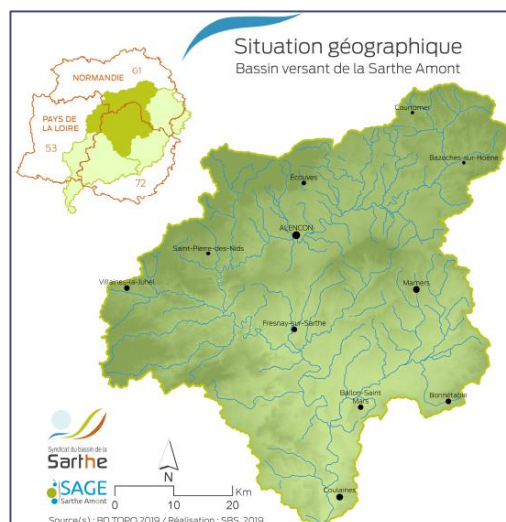 Situation géographique
Bassin versant de la Sarthe Amont
NORMANDIE 61
PAYS DE
LA LOIRE
53
72
Courtomer
Bazoches-sur-Hoëne
Écouves
ALENCON
Saint-Pierre-des-Nids
Villaines-la-Juhel
Mamers
Fresnay-sur-Sarthe
Ballon-Saint
Mars
Bonnétable
Coulaines
Syndicat du bassin de la
Sarthe
SAGE
Sarthe Amont
N
0 10 20 Km
Source(s) : BD TOPO 2019 / Réalisation : SBS, 2019